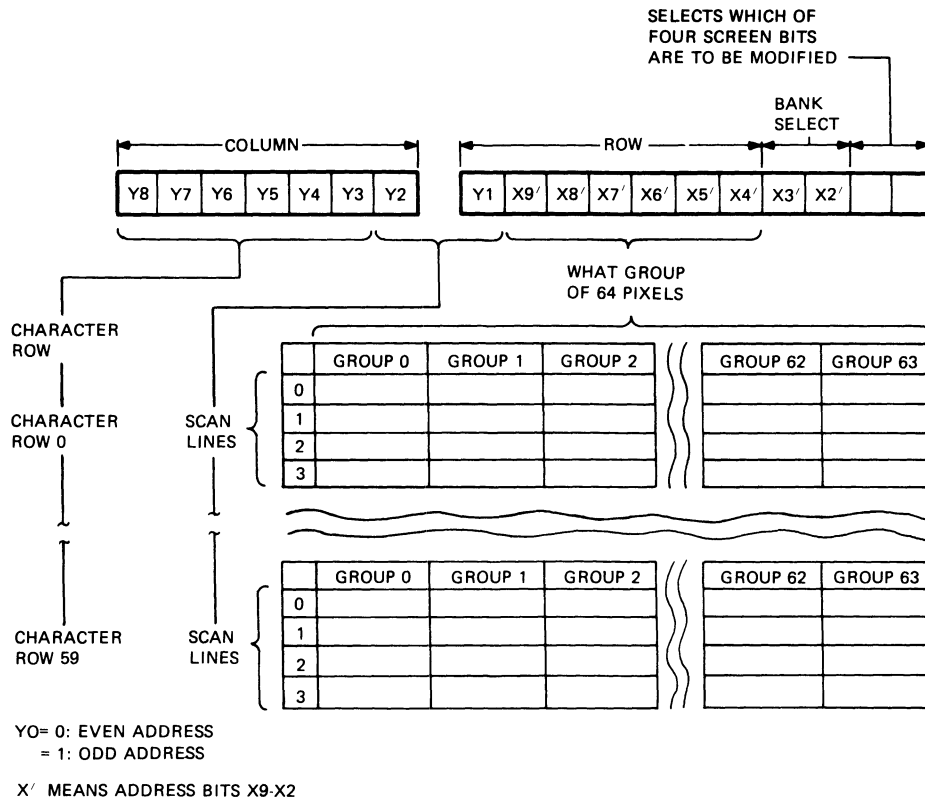 SELECTS WHICH OF
FOUR SCREEN BITS
ARE TO BE MODIFIED
BANK
SELECT
COLUMN
ROW
Y8 Y7 Y6 Y5 Y4 Y3 Y2
Y1 X9′ X8′ X7′ X6′ X5′ X4′ X3′ X2′
WHAT GROUP
OF 64 PIXELS
CHARACTER
ROW
GROUP 0 GROUP 1 GROUP 2 GROUP 62 GROUP 63
0
1
2
3
CHARACTER
ROW 0
SCAN
LINES
GROUP 0 GROUP 1 GROUP 2 GROUP 62 GROUP 63
0
1
2
3
CHARACTER
ROW 59
SCAN
LINES
YO= 0: EVEN ADDRESS
= 1: ODD ADDRESS
X′ MEANS ADDRESS BITS X9-X2